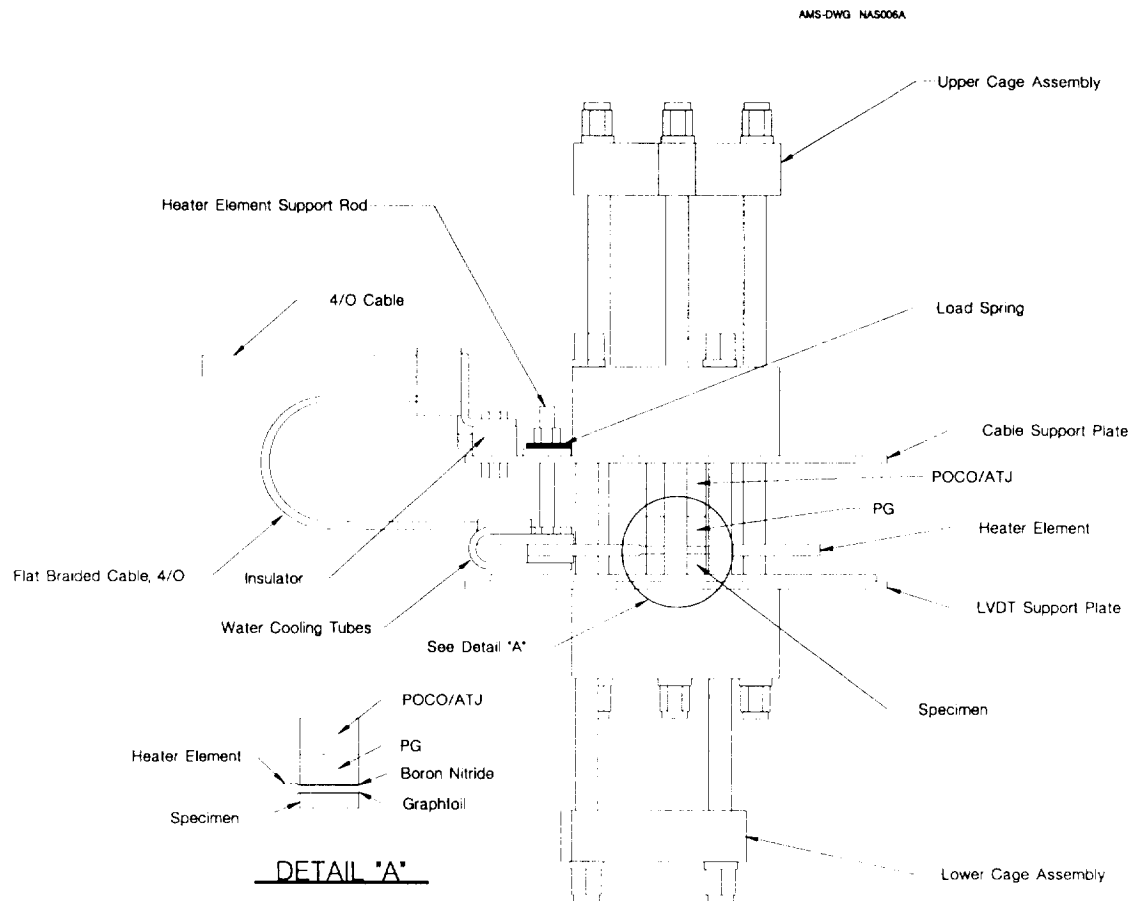 AMS-DWG NAS006A
Upper Cage Assembly
Heater Element Support Rod
4/O Cable
Load Spring
Cable Support Plate
POCO/ATJ
PG
Heater Element
Flat Braided Cable, 4/O
Insulator
LVDT Support Plate
Water Cooling Tubes
See Detail "A"
Specimen
POCO/ATJ
PG
Heater Element
Boron Nitride
Graphfoil
Specimen
DETAIL "A"
Lower Cage Assembly